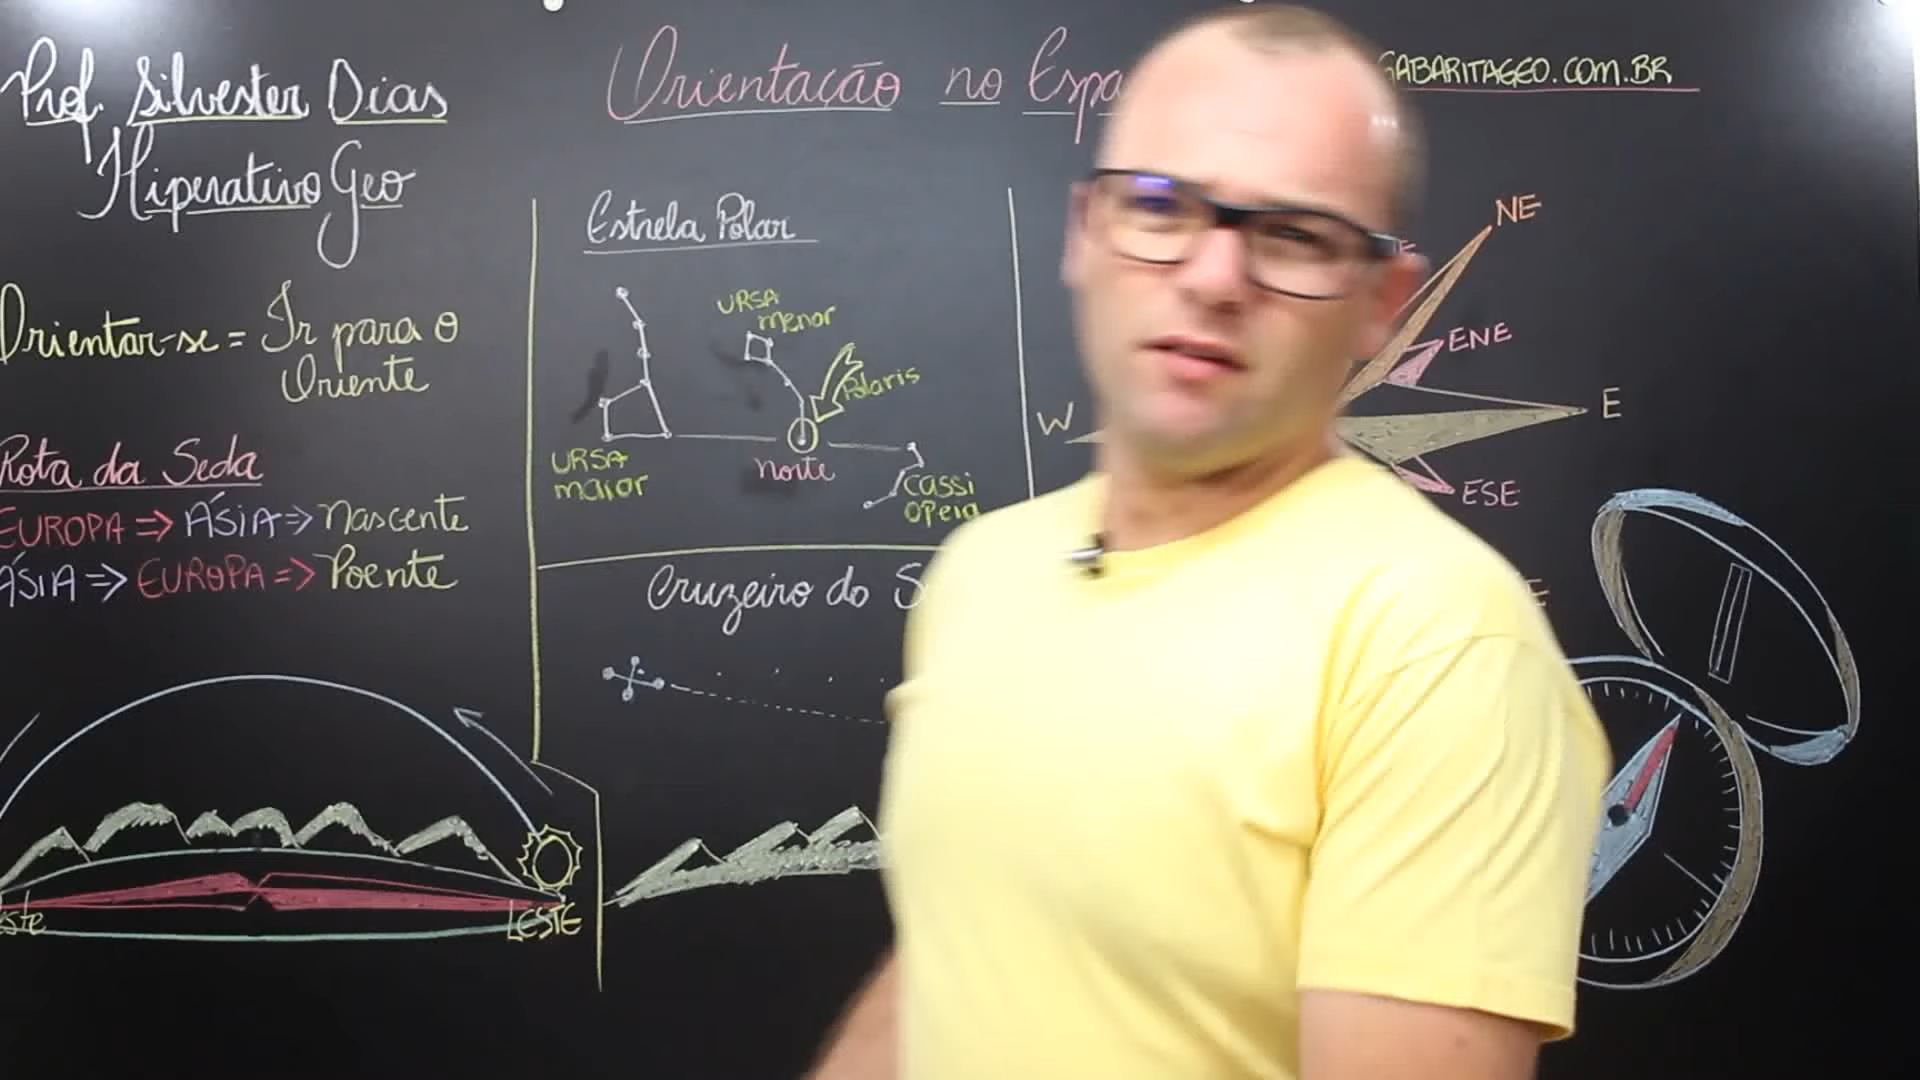 Prof. Silvester Dias
Hiperativo Geo
Orientar-se = Ir para o
Oriente
Rota da Seda
EUROPA => ÁSIA => Nascente
ÁSIA => EUROPA => Poente
LESTE
Orientação no
GABARITAGEO.COM.BR
Estrela Polar
URSA
menor
Polaris
URSA
maior
norte
CASSI
OPEIA
Cruzeiro do
NE
ENE
E
W
ESE